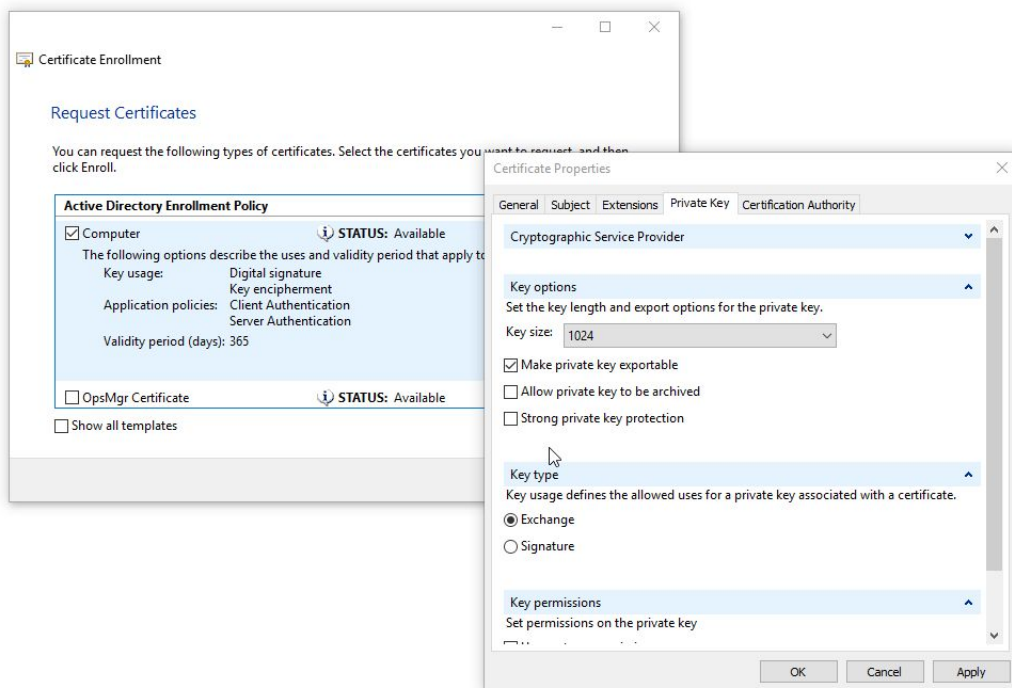 Certificate Enrollment
Request Certificates
You can request the following types of certificates. Select the certificates you want to request, and then
click Enroll.
Active Directory Enrollment Policy
Computer
STATUS: Available
The following options describe the uses and validity period that apply to
Key usage: Digital signature
Key encipherment
Application policies: Client Authentication
Server Authentication
Validity period (days): 365
OpsMgr Certificate
STATUS: Available
Show all templates
Certificate Properties
General Subject Extensions Private Key Certification Authority
Cryptographic Service Provider
Key options
Set the key length and export options for the private key.
Key size: 1024
Make private key exportable
Allow private key to be archived
Strong private key protection
Key type
Key usage defines the allowed uses for a private key associated with a certificate.
Exchange
Signature
Key permissions
Set permissions on the private key
OK Cancel Apply